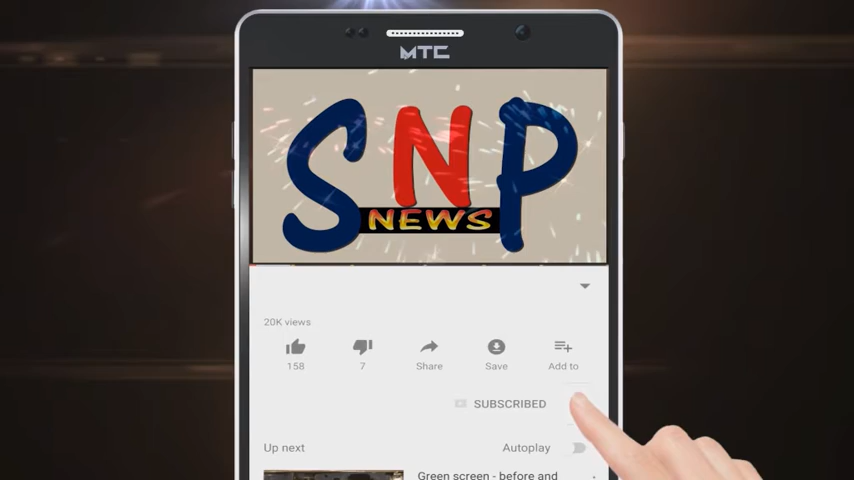 MTC
SNP
NEWS
20K views
158
7
Share
Save
Add to
SUBSCRIBED
Up next
Autoplay
Green screen - before and